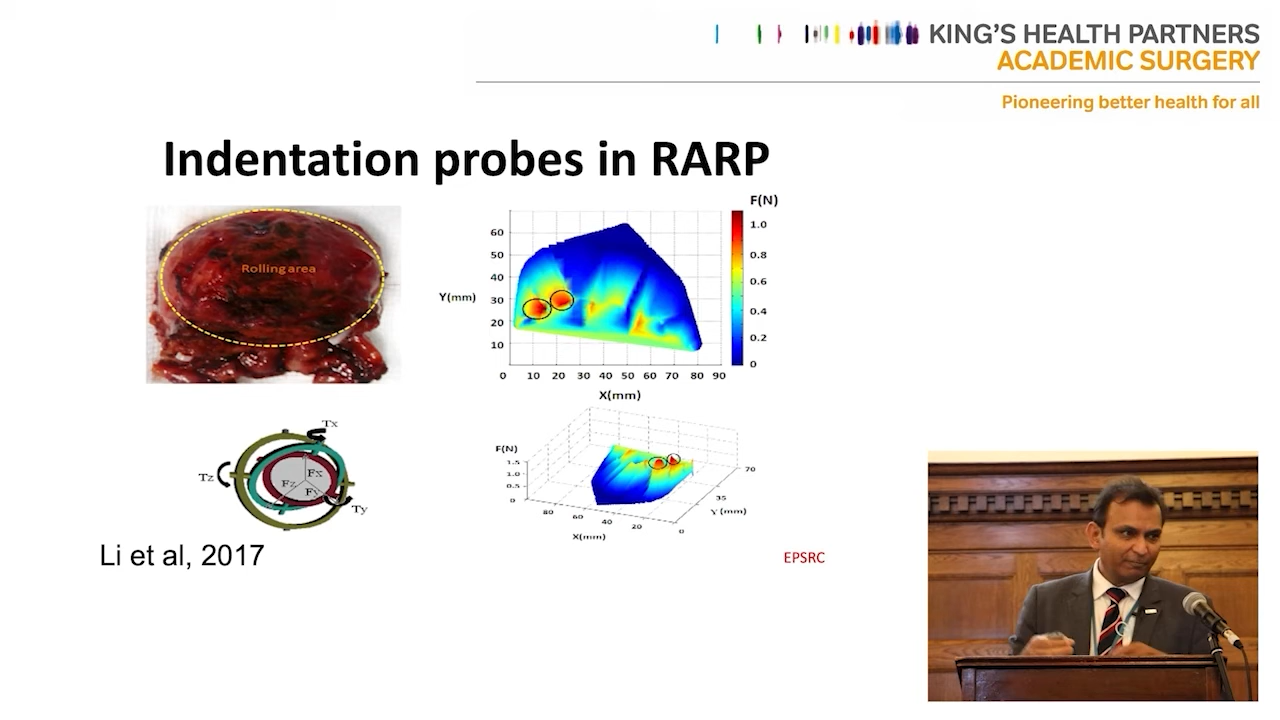 KING'S HEALTH PARTNERS
ACADEMIC SURGERY
Pioneering better health for all
Indentation probes in RARP
Rolling area
F(N)
1.0
0.8
0.6
0.4
0.2
0
Y(mm)
60
50
40
30
20
10
0 10 20 30 40 50 60 70 80 90
X(mm)
Tx
Tz
Ty
Fx
Fz
Fy
F(N)
1.5
1.0
0.5
0
80 60 40 20 0
X(mm)
70
35
Y (mm)
Li et al, 2017
EPSRC